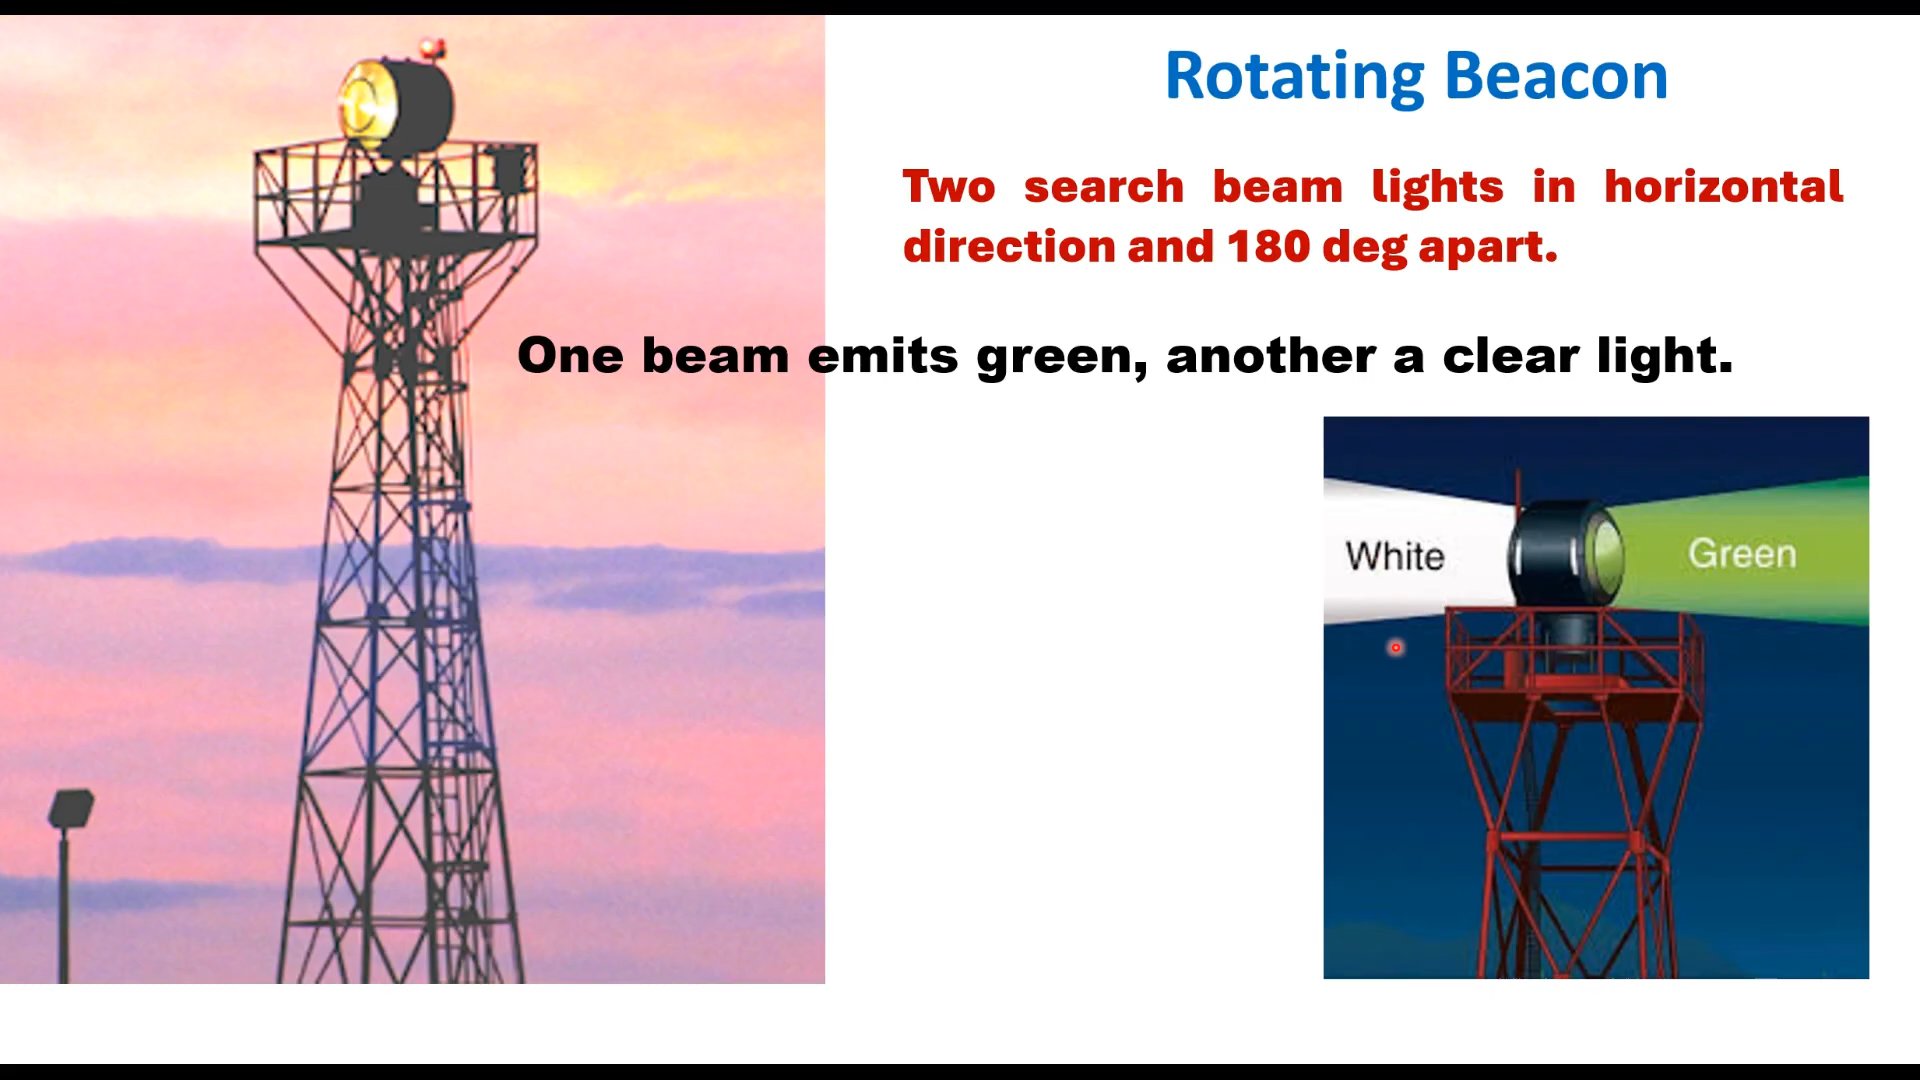 Rotating Beacon
Two search beam lights in horizontal
direction and 180 deg apart.
One beam emits green, another a clear light.
White
Green